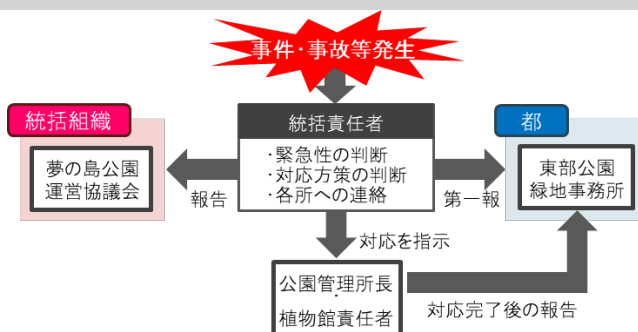 事件・事故等発生
統括組織
統括責任者
都
・緊急性の判断
・対応方策の判断
・各所への連絡
夢の島公園
運営協議会
報告
第一報
東部公園
緑地事務所
対応を指示
公園管理所長
・
植物館責任者
対応完了後の報告